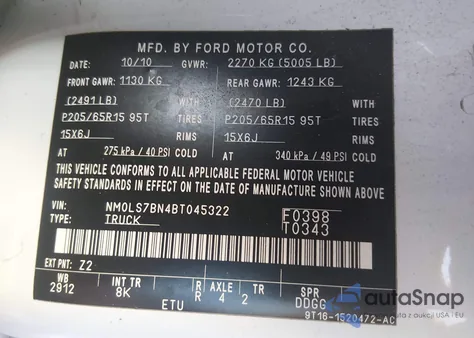 MFD. BY FORD MOTOR CO.
DATE: 10/10 GVWR: 2270 KG (5005 LB)
FRONT GAWR: 1130 KG REAR GAWR: 1243 KG
(2491 LB) (2470 LB)
P205/65R15 95T TIRES P205/65R15 95T TIRES
15X6J RIMS 15X6J RIMS
AT 275 kPa / 40 PSI COLD AT 340 kPa / 49 PSI COLD
THIS VEHICLE CONFORMS TO ALL APPLICABLE FEDERAL MOTOR VEHICLE
SAFETY STANDARDS IN EFFECT ON THE DATE OF MANUFACTURE SHOWN ABOVE.
VIN: NM0LS7BN4BT045322 F0398
TYPE: TRUCK T0343
EXT PNT: Z2
WB INT TR R AXLE TR SPR
2912 8K R 4 2 DDGG
ETU 9T16-1520472-AC
autoSnap
Auto z aukcji USA i EU